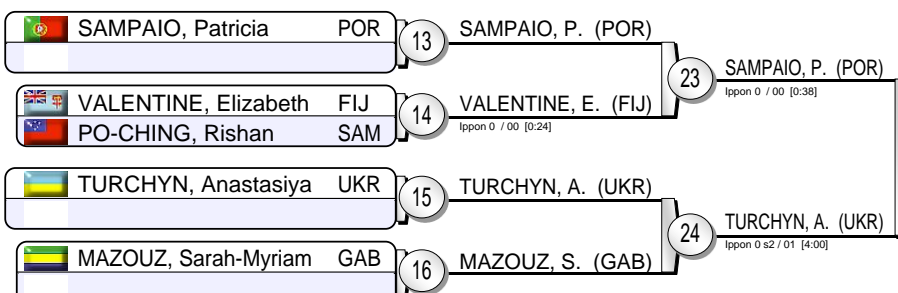 SAMPAIO, Patricia POR
13
SAMPAIO, P. (POR)
VALENTINE, Elizabeth FIJ
PO-CHING, Rishan SAM
14
VALENTINE, E. (FIJ)
Ippon 0 / 00 [0:24]
23
SAMPAIO, P. (POR)
Ippon 0 / 00 [0:38]
TURCHYN, Anastasiya UKR
15
TURCHYN, A. (UKR)
MAZOUZ, Sarah-Myriam GAB
16
MAZOUZ, S. (GAB)
24
TURCHYN, A. (UKR)
Ippon 0 s2 / 01 [4:00]